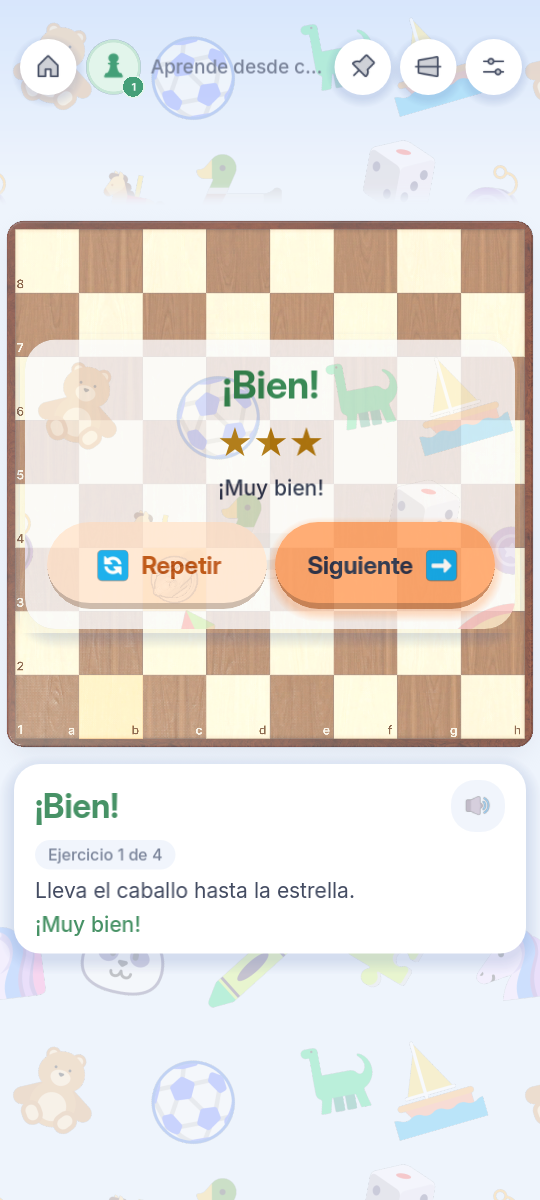 1
Aprende desde c...
8
7
¡Bien!
6
¡Muy bien!
5
4
Repetir
Siguiente
3
2
1 a b c d e f g h
¡Bien!
Ejercicio 1 de 4
Lleva el caballo hasta la estrella.
¡Muy bien!